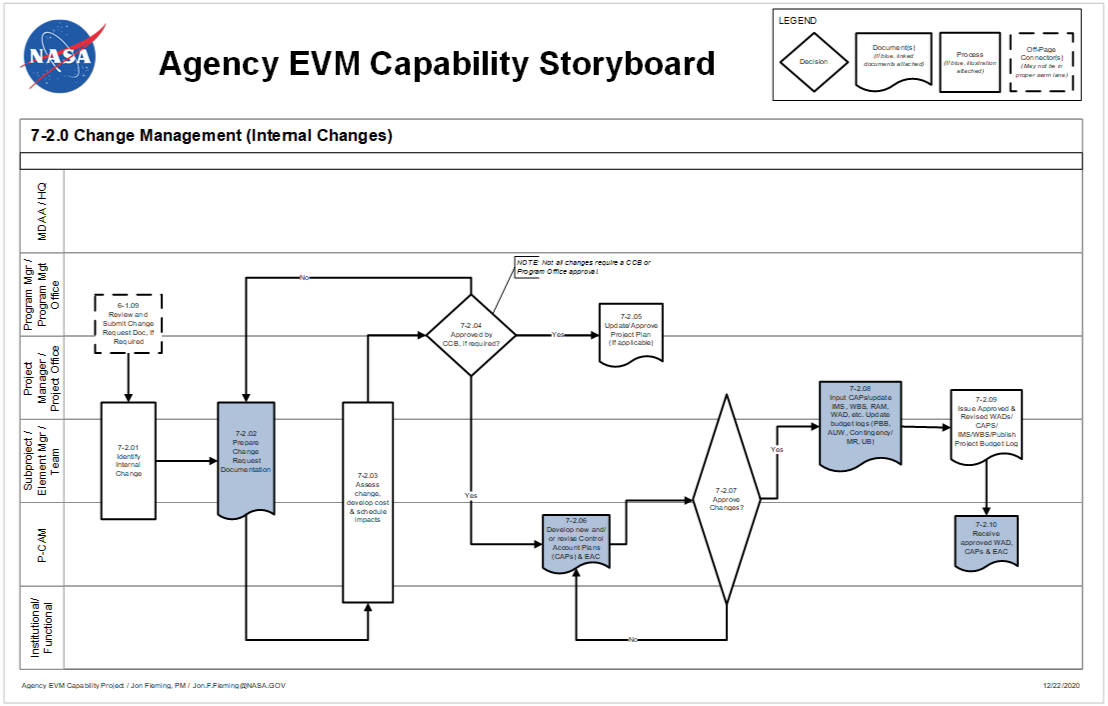 NASA
Agency EVM Capability Storyboard
LEGEND
Decision
Document(s)
(If blue, linked
documents attached)
Process
(If blue, illustration
attached)
Off-Page
Connector(s)
(May not be in
proper swim lane)
7-2.0 Change Management (Internal Changes)
MDAA / HQ
Program Mgr /
Program Mgt
Office
Project
Manager /
Project Office
Subproject /
Element Mgr /
Team
P-CAM
Institutional/
Functional
6-1.09
Review and
Submit Change
Request Doc, If
Required
7-2.01
Identify
Internal
Change
7-2.02
Prepare
Change
Request
Documentation
7-2.03
Assess
change,
develop cost
& schedule
impacts
No
7-2.04
Approved by
CCB, if required?
NOTE: Not all changes require a CCB or
Program Office approval.
Yes
7-2.05
Update/Approve
Project Plan
(If applicable)
Yes
7-2.06
Develop new and/
or revise Control
Account Plans
(CAPs) & EAC
7-2.07
Approve
Changes?
No
Yes
7-2.08
Input CAPs/update
IMS, WBS, RAM,
WAD, etc. Update
budget logs (PBB,
AUW, Contingency/
MR, UB)
7-2.09
Issue Approved &
Revised WADs/
CAPS/
IMS/WBS/Publish
Project Budget Log
7-2.10
Receive
approved WAD,
CAPs & EAC
Agency EVM Capability Project / Jon Fleming, PM / Jon.F.Fleming@NASA.GOV
12/22/2020